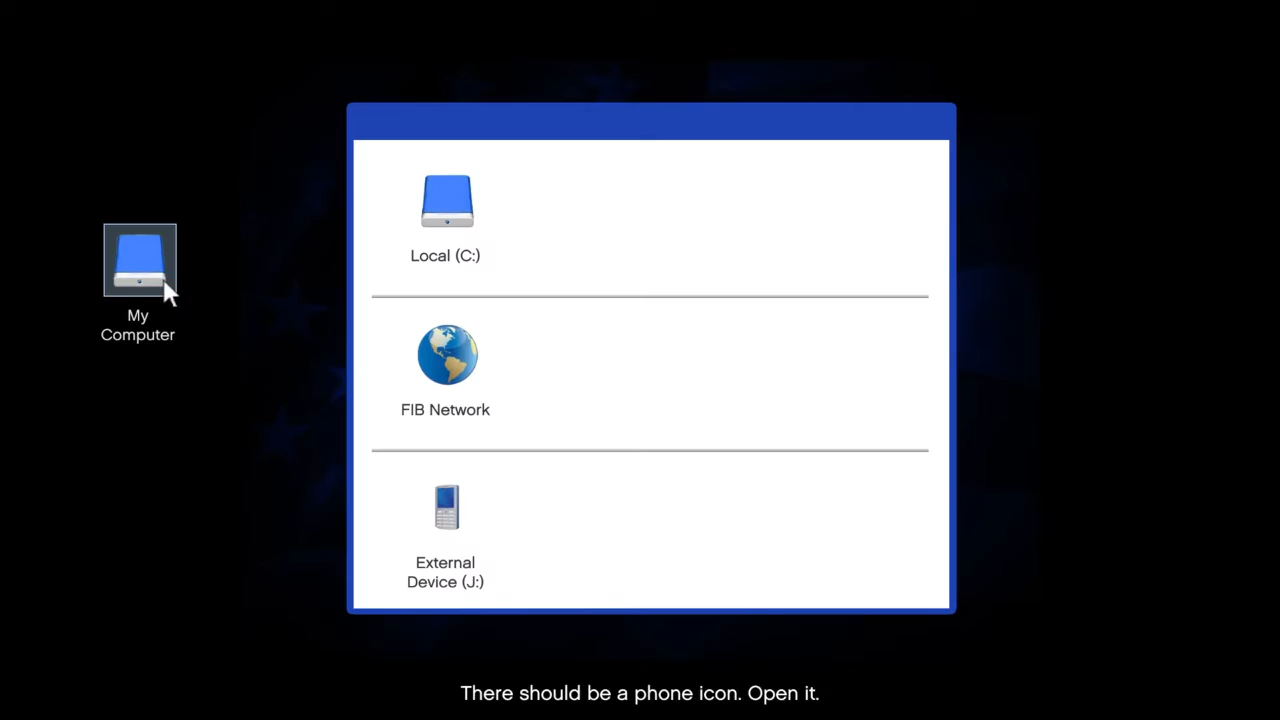 Local (C:)
My
Computer
FIB Network
External
Device (J:)
There should be a phone icon. Open it.